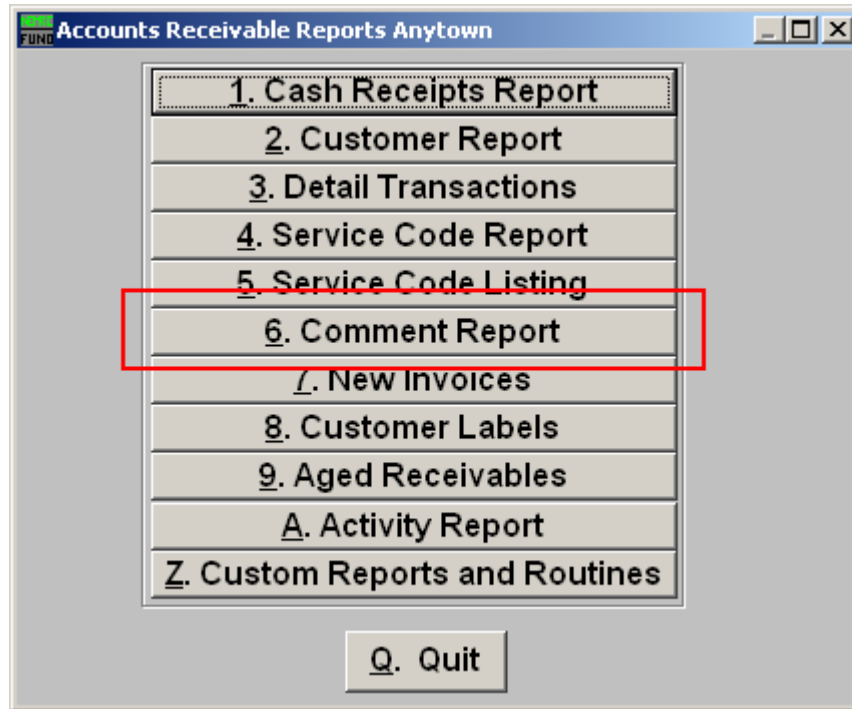 NEMRC
FUND
Accounts Receivable Reports Anytown
1. Cash Receipts Report
2. Customer Report
3. Detail Transactions
4. Service Code Report
5. Service Code Listing
6. Comment Report
7. New Invoices
8. Customer Labels
9. Aged Receivables
A. Activity Report
Z. Custom Reports and Routines
Q. Quit